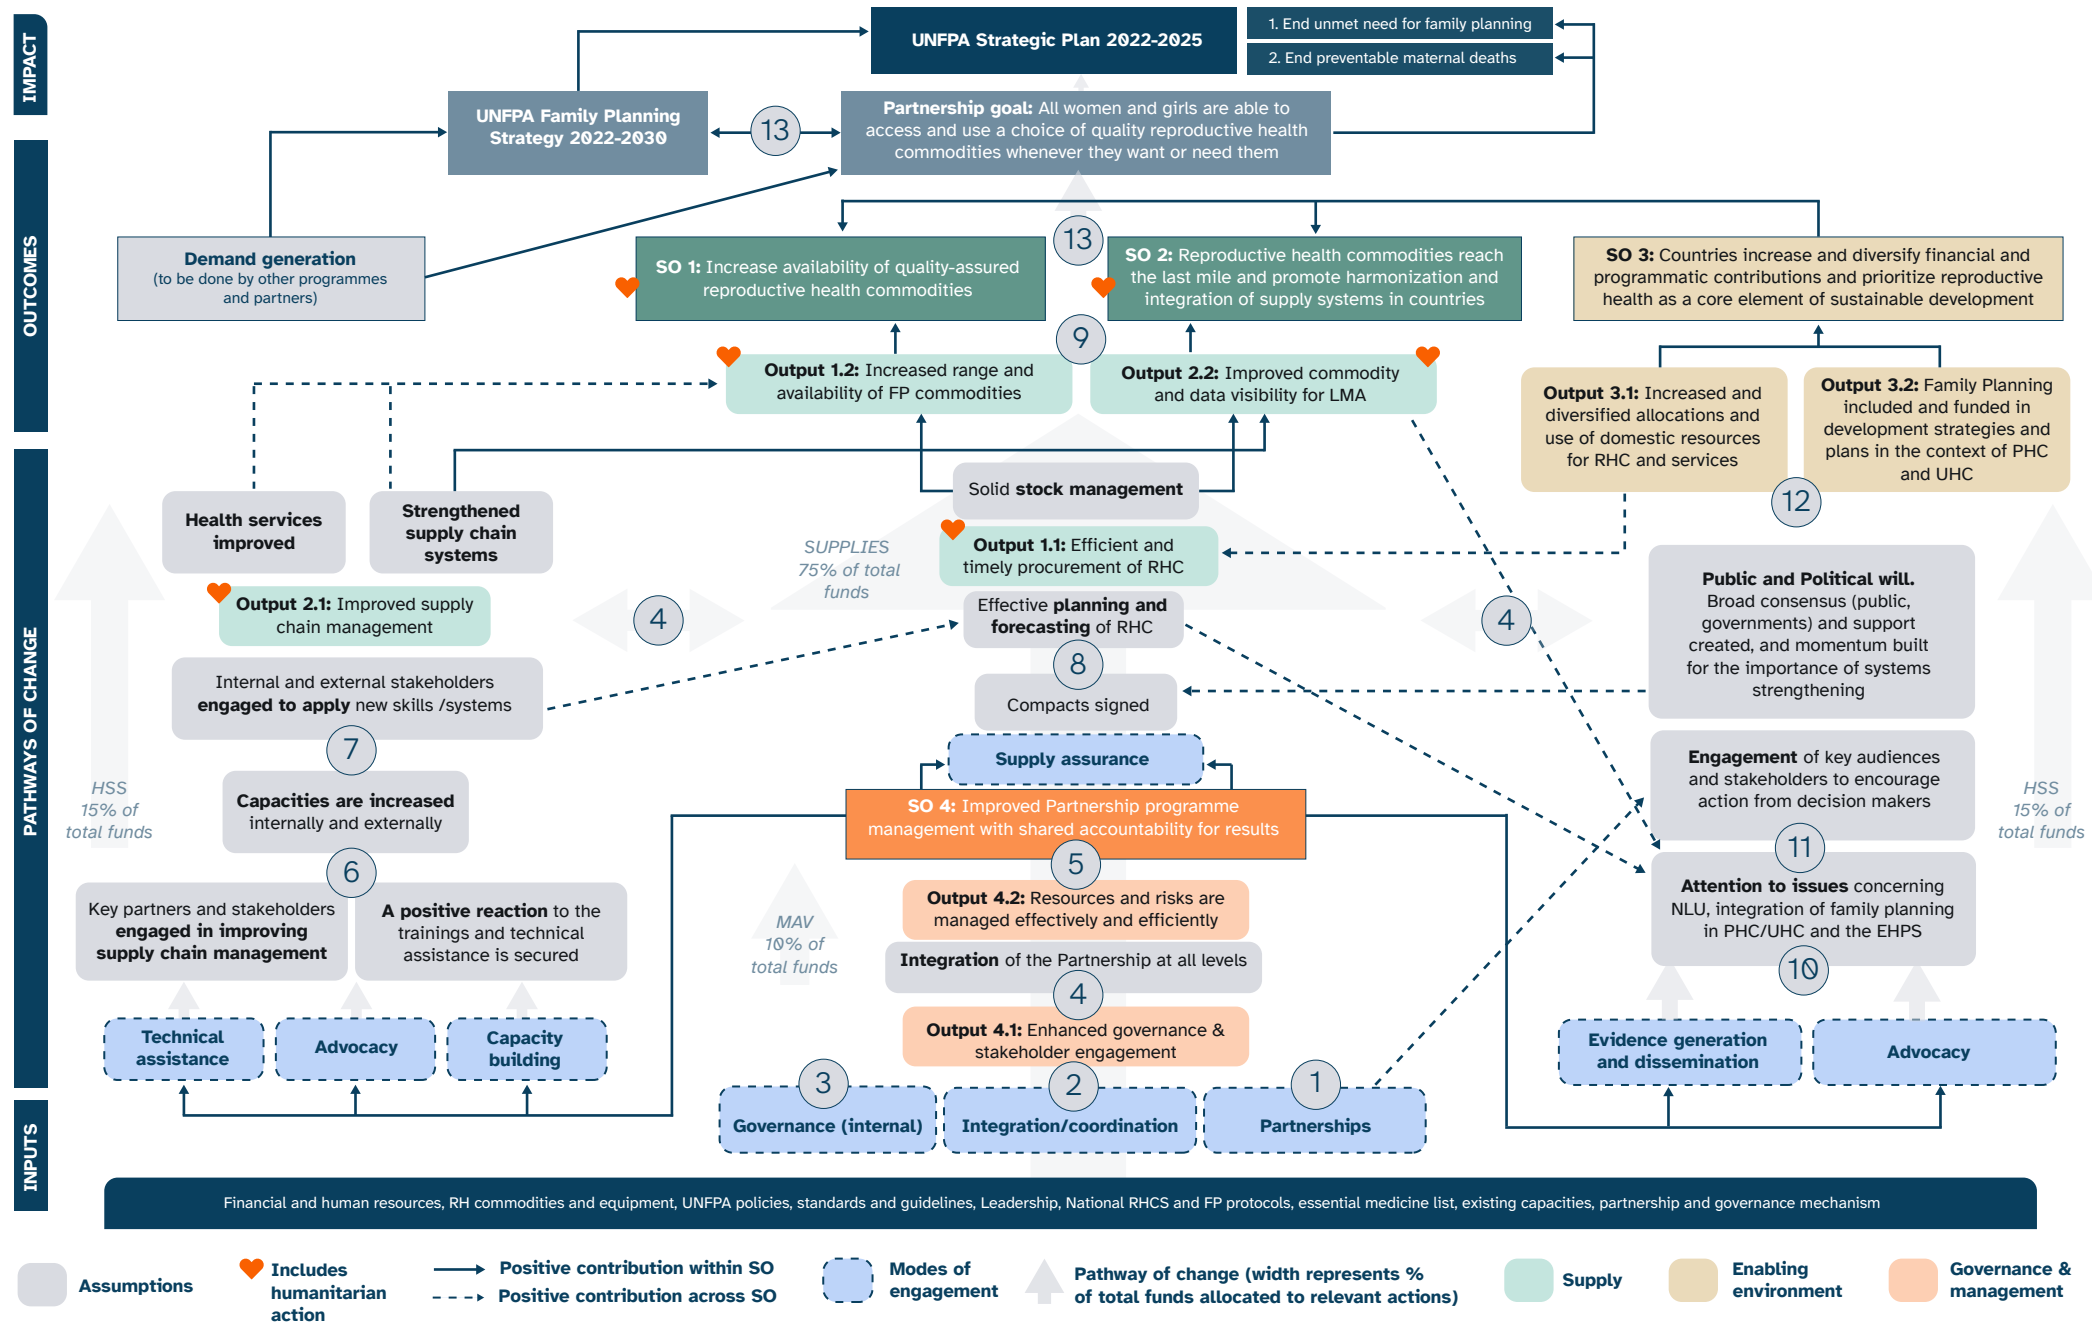 IMPACT
UNFPA Strategic Plan 2022-2025
1. End unmet need for family planning
2. End preventable maternal deaths
UNFPA Family Planning
Strategy 2022-2030
13
Partnership goal: All women and girls are able to
access and use a choice of quality reproductive health
commodities whenever they want or need them
OUTCOMES
Demand generation
(to be done by other programmes
and partners)
SO 1: Increase availability of quality-assured
reproductive health commodities
13
SO 2: Reproductive health commodities reach
the last mile and promote harmonization and
integration of supply systems in countries
SO 3: Countries increase and diversify financial and
programmatic contributions and prioritize reproductive
health as a core element of sustainable development
9
Output 1.2: Increased range and
availability of FP commodities
Output 2.2: Improved commodity
and data visibility for LMA
Output 3.1: Increased and
diversified allocations and
use of domestic resources
for RHC and services
Output 3.2: Family Planning
included and funded in
development strategies and
plans in the context of PHC
and UHC
12
PATHWAYS OF CHANGE
Health services
improved
Strengthened
supply chain
systems
Solid stock management
SUPPLIES
75% of total
funds
Output 1.1: Efficient and
timely procurement of RHC
Output 2.1: Improved supply
chain management
4
Effective planning and
forecasting of RHC
4
Public and Political will.
Broad consensus (public,
governments) and support
created, and momentum built
for the importance of systems
strengthening
8
Internal and external stakeholders
engaged to apply new skills /systems
Compacts signed
7
Supply assurance
Engagement of key audiences
and stakeholders to encourage
action from decision makers
HSS
15% of
total funds
Capacities are increased
internally and externally
SO 4: Improved Partnership programme
management with shared accountability for results
HSS
15% of
total funds
11
6
5
Key partners and stakeholders
engaged in improving
supply chain management
A positive reaction to the
trainings and technical
assistance is secured
MAV
10% of
total funds
Output 4.2: Resources and risks are
managed effectively and efficiently
Attention to issues concerning
NLU, integration of family planning
in PHC/UHC and the EHPS
Integration of the Partnership at all levels
10
4
Technical
assistance
Advocacy
Capacity
building
Output 4.1: Enhanced governance &
stakeholder engagement
Evidence generation
and dissemination
Advocacy
INPUTS
3
2
1
Governance (internal)
Integration/coordination
Partnerships
Financial and human resources, RH commodities and equipment, UNFPA policies, standards and guidelines, Leadership, National RHCS and FP protocols, essential medicine list, existing capacities, partnership and governance mechanism
Assumptions
Includes
humanitarian
action
Positive contribution within SO
Positive contribution across SO
Modes of
engagement
Pathway of change (width represents %
of total funds allocated to relevant actions)
Supply
Enabling
environment
Governance &
management